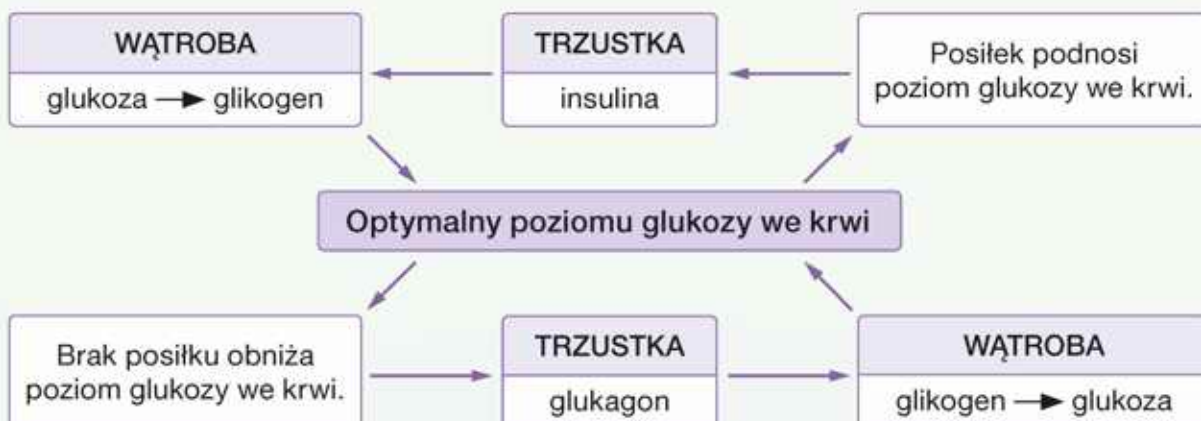 WĄTROBA
glukoza → glikogen
TRZUSTKA
insulina
Posiłek podnosi
poziom glukozy we krwi.
Optymalny poziomu glukozy we krwi
Brak posiłku obniża
poziom glukozy we krwi.
TRZUSTKA
glukagon
WĄTROBA
glikogen → glukoza